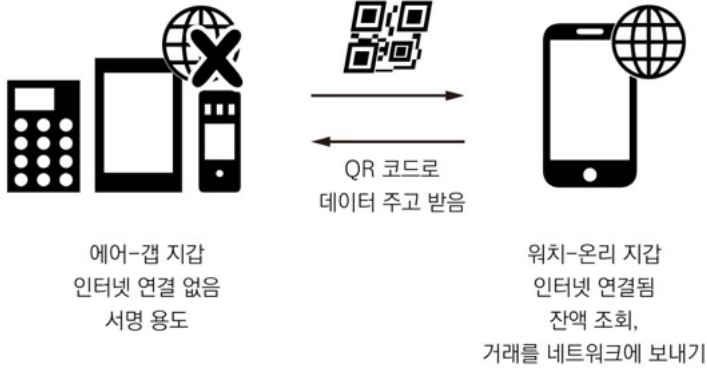 QR 코드로
데이터 주고 받음
에어-갭 지갑
인터넷 연결 없음
서명 용도
워치-온리 지갑
인터넷 연결됨
잔액 조회,
거래를 네트워크에 보내기